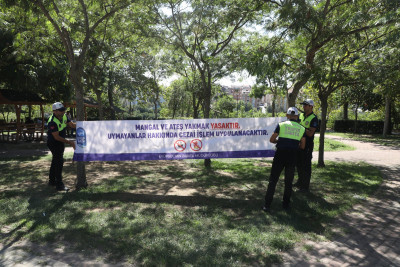 MANGAL VE ATEŞ YAKMAK YASAKTIR.
UYMAYANLAR HAKKINDA CEZAİ İŞLEM UYGULANACAKTIR.